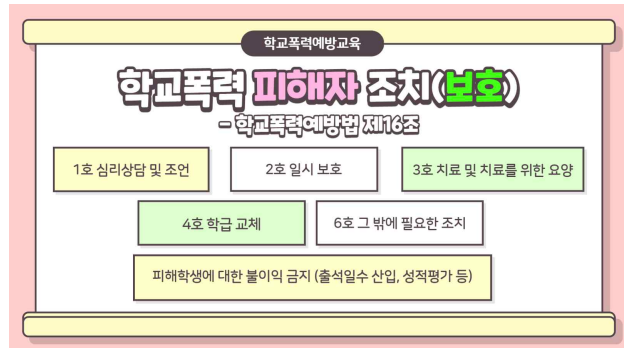 학교폭력예방교육
학교폭력 피해자 조치(보호)
- 학교폭력예방법 제16조
1호 심리상담 및 조언
2호 일시 보호
3호 치료 및 치료를 위한 요양
4호 학급 교체
6호 그 밖에 필요한 조치
피해학생에 대한 불이익 금지 (출석일수 산입, 성적평가 등)